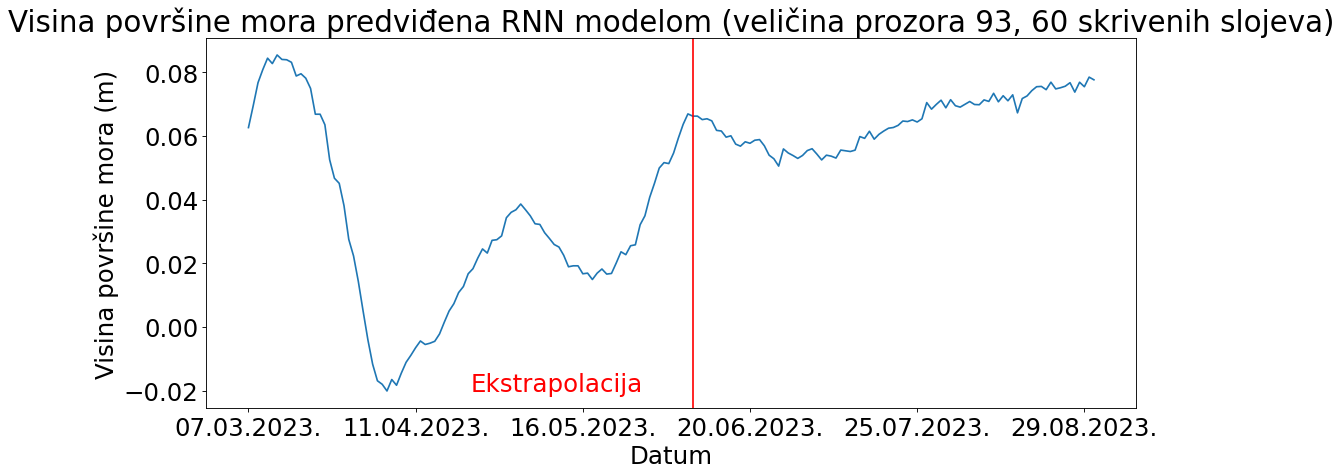 Visina površine mora predviđena RNN modelom (veličina prozora 93, 60 skrivenih slojeva)
Visina površine mora (m)
0.08
0.06
0.04
0.02
0.00
−0.02
Ekstrapolacija
07.03.2023. 11.04.2023. 16.05.2023. 20.06.2023. 25.07.2023. 29.08.2023.
Datum